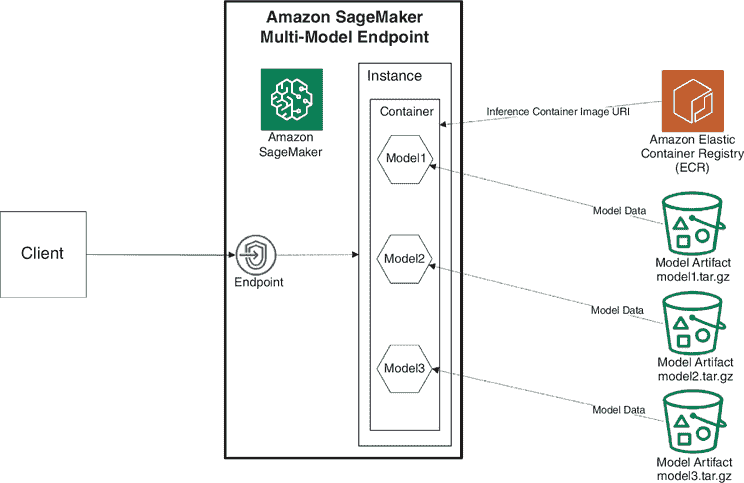 Amazon SageMaker
Multi-Model Endpoint
Instance
Container
Amazon
SageMaker
Inference Container Image URI
Amazon Elastic
Container Registry
(ECR)
Model1
Model Data
Model Artifact
model1.tar.gz
Client
Endpoint
Model2
Model Data
Model Artifact
model2.tar.gz
Model3
Model Data
Model Artifact
model3.tar.gz